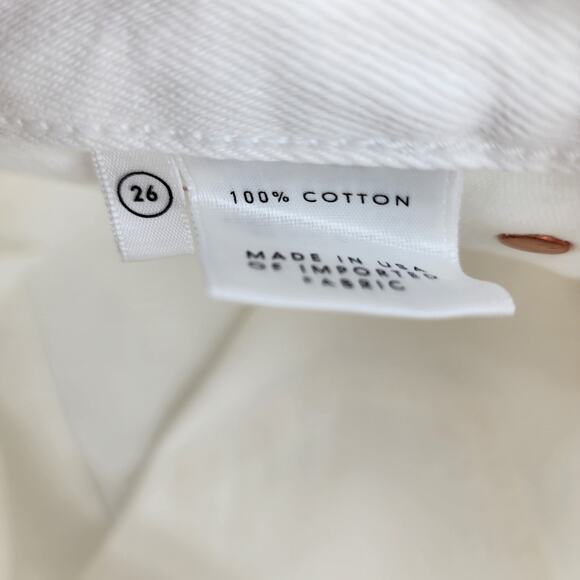 26
100% COTTON
MADE IN USA
OF IMPORTED
FABRIC